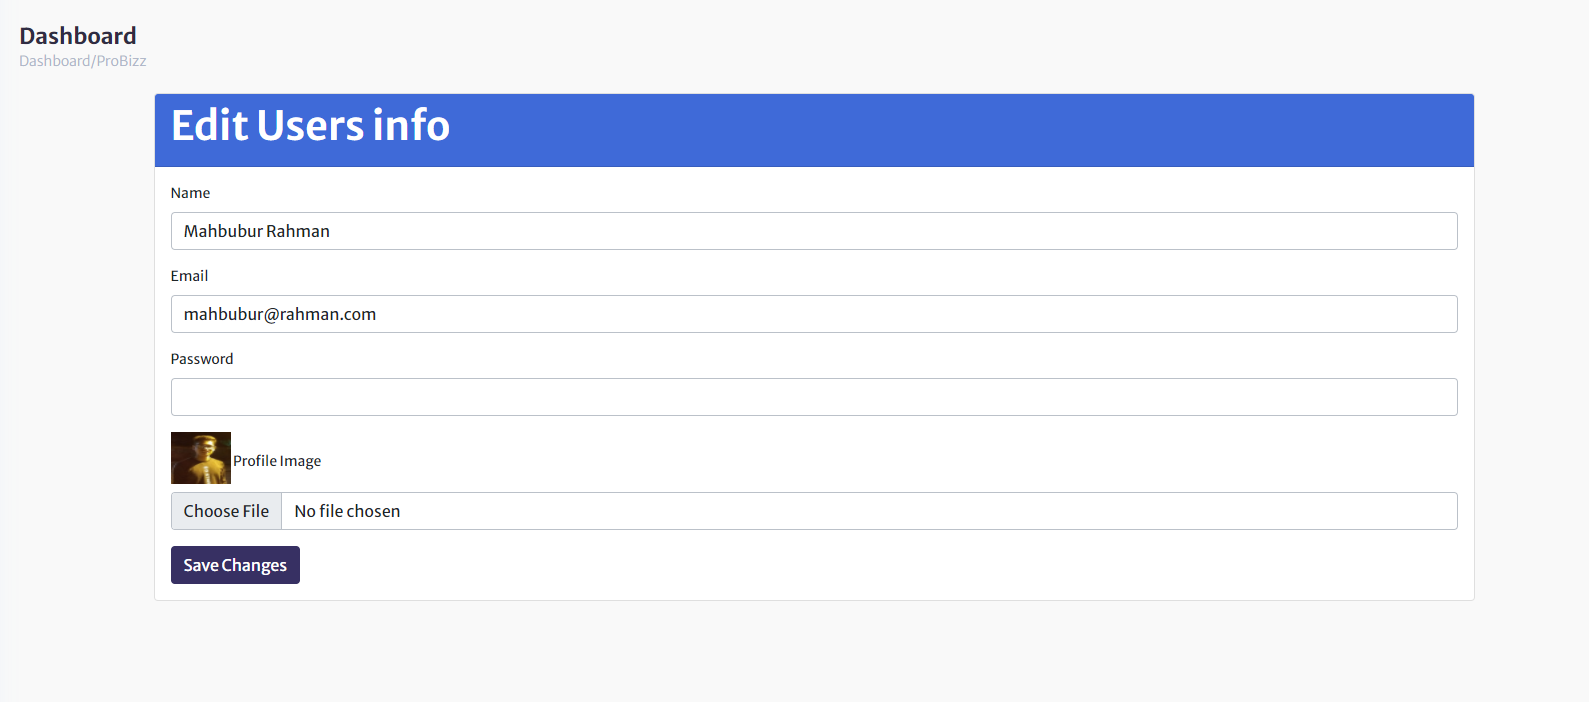 Dashboard
Dashboard/ProBizz
Edit Users info
Name
Mahbubur Rahman
Email
mahbubur@rahman.com
Password
Profile Image
Choose File No file chosen
Save Changes